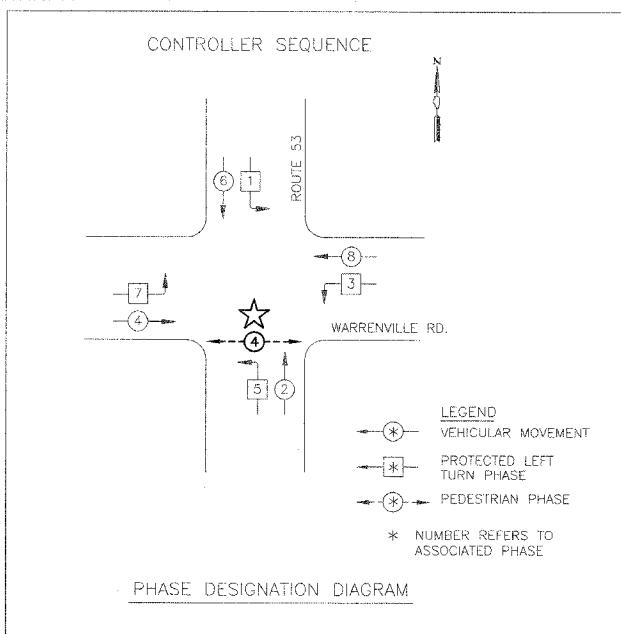 CONTROLLER SEQUENCE
N
ROUTE 53
6 1
8
3
7
4
WARRENVILLE RD.
4
5 2
LEGEND
* VEHICULAR MOVEMENT
* PROTECTED LEFT
TURN PHASE
* PEDESTRIAN PHASE
* NUMBER REFERS TO
ASSOCIATED PHASE
PHASE DESIGNATION DIAGRAM